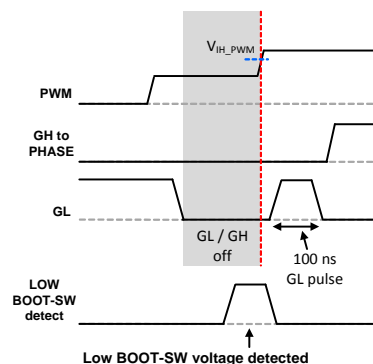 V_IH_PWM
PWM
GH to
PHASE
GL
GL / GH
off
100 ns
GL pulse
LOW
BOOT-SW
detect
Low BOOT-SW voltage detected